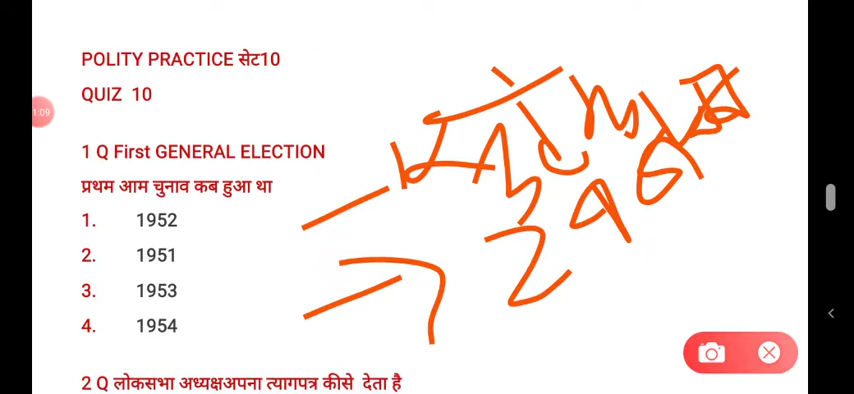 1:09
POLITY PRACTICE सेट10
QUIZ 10
1 Q First GENERAL ELECTION
प्रथम आम चुनाव कब हुआ था
1. 1952
2. 1951
3. 1953
4. 1954
2 Q लोकसभा अध्यक्षअपना त्यागपत्र कीसे देता है